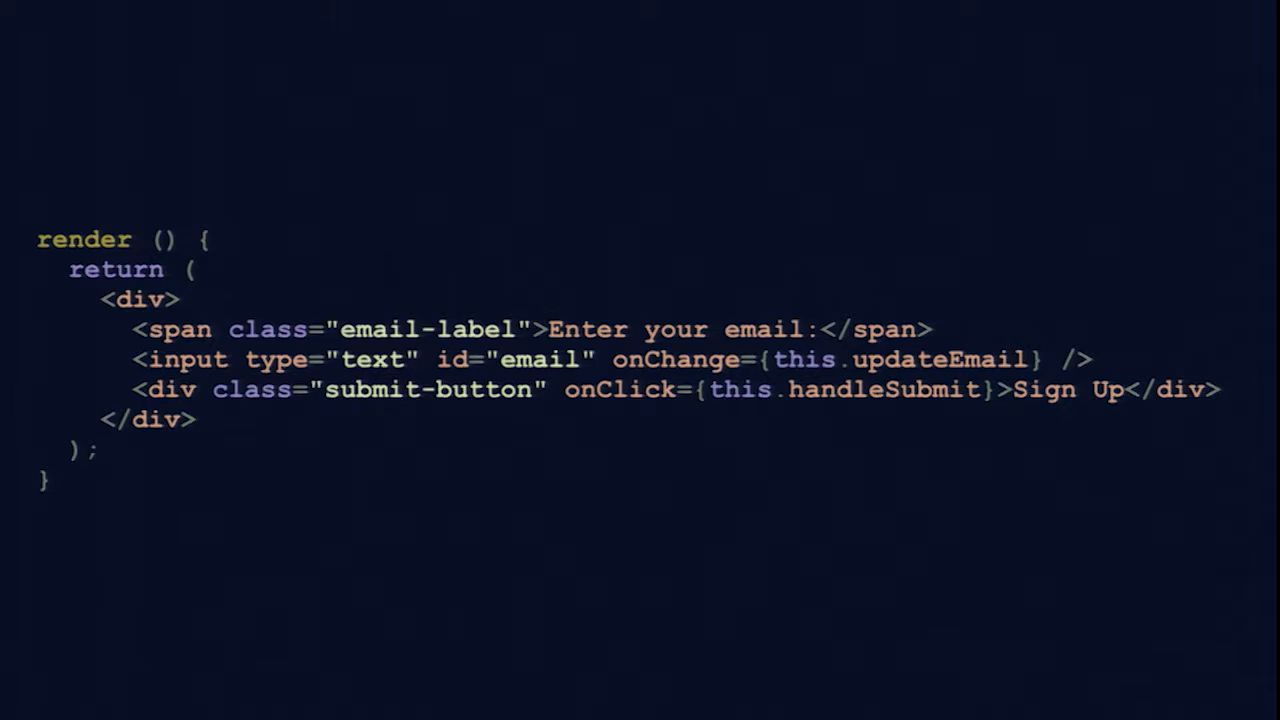 render () {
  return (
    <div>
      <span class="email-label">Enter your email:</span>
      <input type="text" id="email" onChange={this.updateEmail} />
      <div class="submit-button" onClick={this.handleSubmit}>Sign Up</div>
    </div>
  );
}